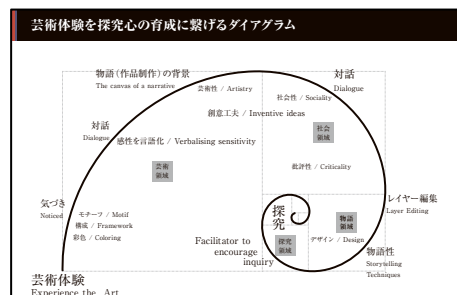 芸術体験を探究心の育成に繋げるダイアグラム
物語(作品制作)の背景
The canvas of a narrative
芸術性 / Artistry
対話
Dialogue
社会性 / Sociality
創意工夫 / Inventive ideas
対話
Dialogue
感性を言語化 / Verbalising sensitivity
社会
領域
芸術
領域
批評性 / Criticality
気づき
Noticed
モチーフ / Motif
構成 / Framework
彩色 / Coloring
探究
レイヤー編集
Layer Editing
物語
領域
デザイン / Design
Facilitator to
encourage
inquiry
探究
領域
物語性
Storytelling
Techniques
芸術体験
Experience the Art